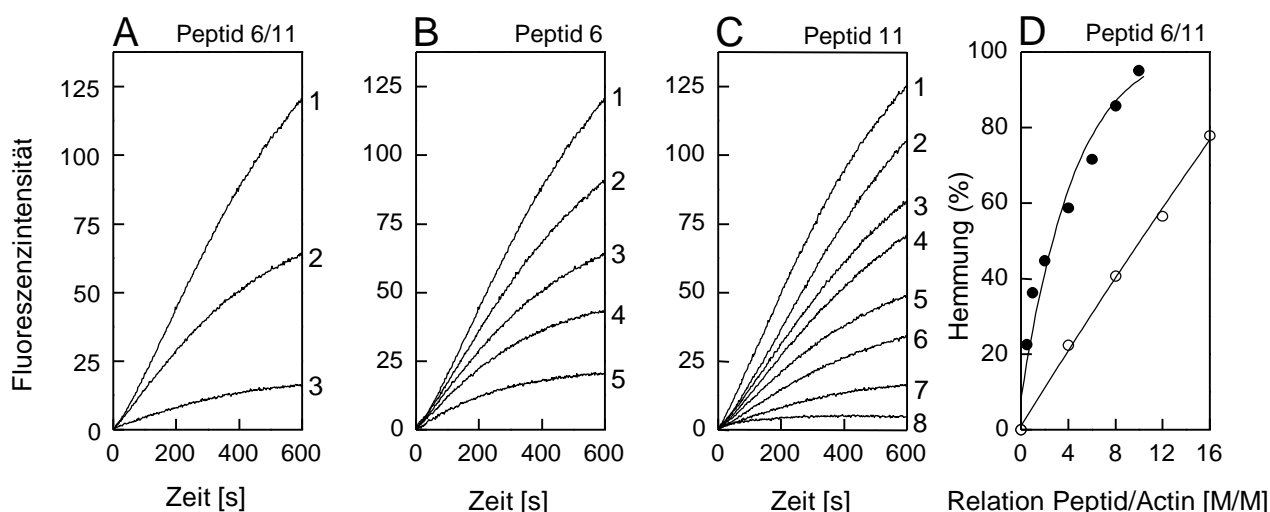 A Peptid 6/11
Fluoreszenzintität
125
100
75
50
25
0
1
2
3
0 200 400 600
Zeit [s]
B Peptid 6
125
100
75
50
25
0
1
2
3
4
5
0 200 400 600
Zeit [s]
C Peptid 11
125
100
75
50
25
0
1
2
3
4
5
6
7
8
0 200 400 600
Zeit [s]
D Peptid 6/11
Hemmung (%)
100
80
60
40
20
0
0 4 8 12 16
Relation Peptid/Actin [M/M]